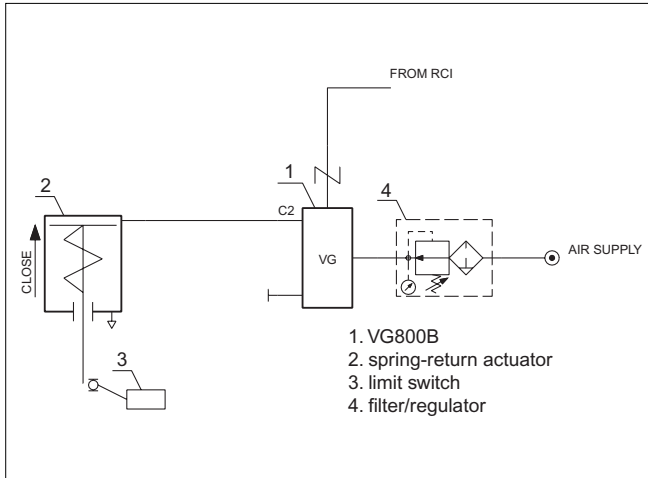 FROM RCI
1
4
2
C2
VG
AIR SUPPLY
CLOSE
3
1. VG800B
2. spring-return actuator
3. limit switch
4. filter/regulator